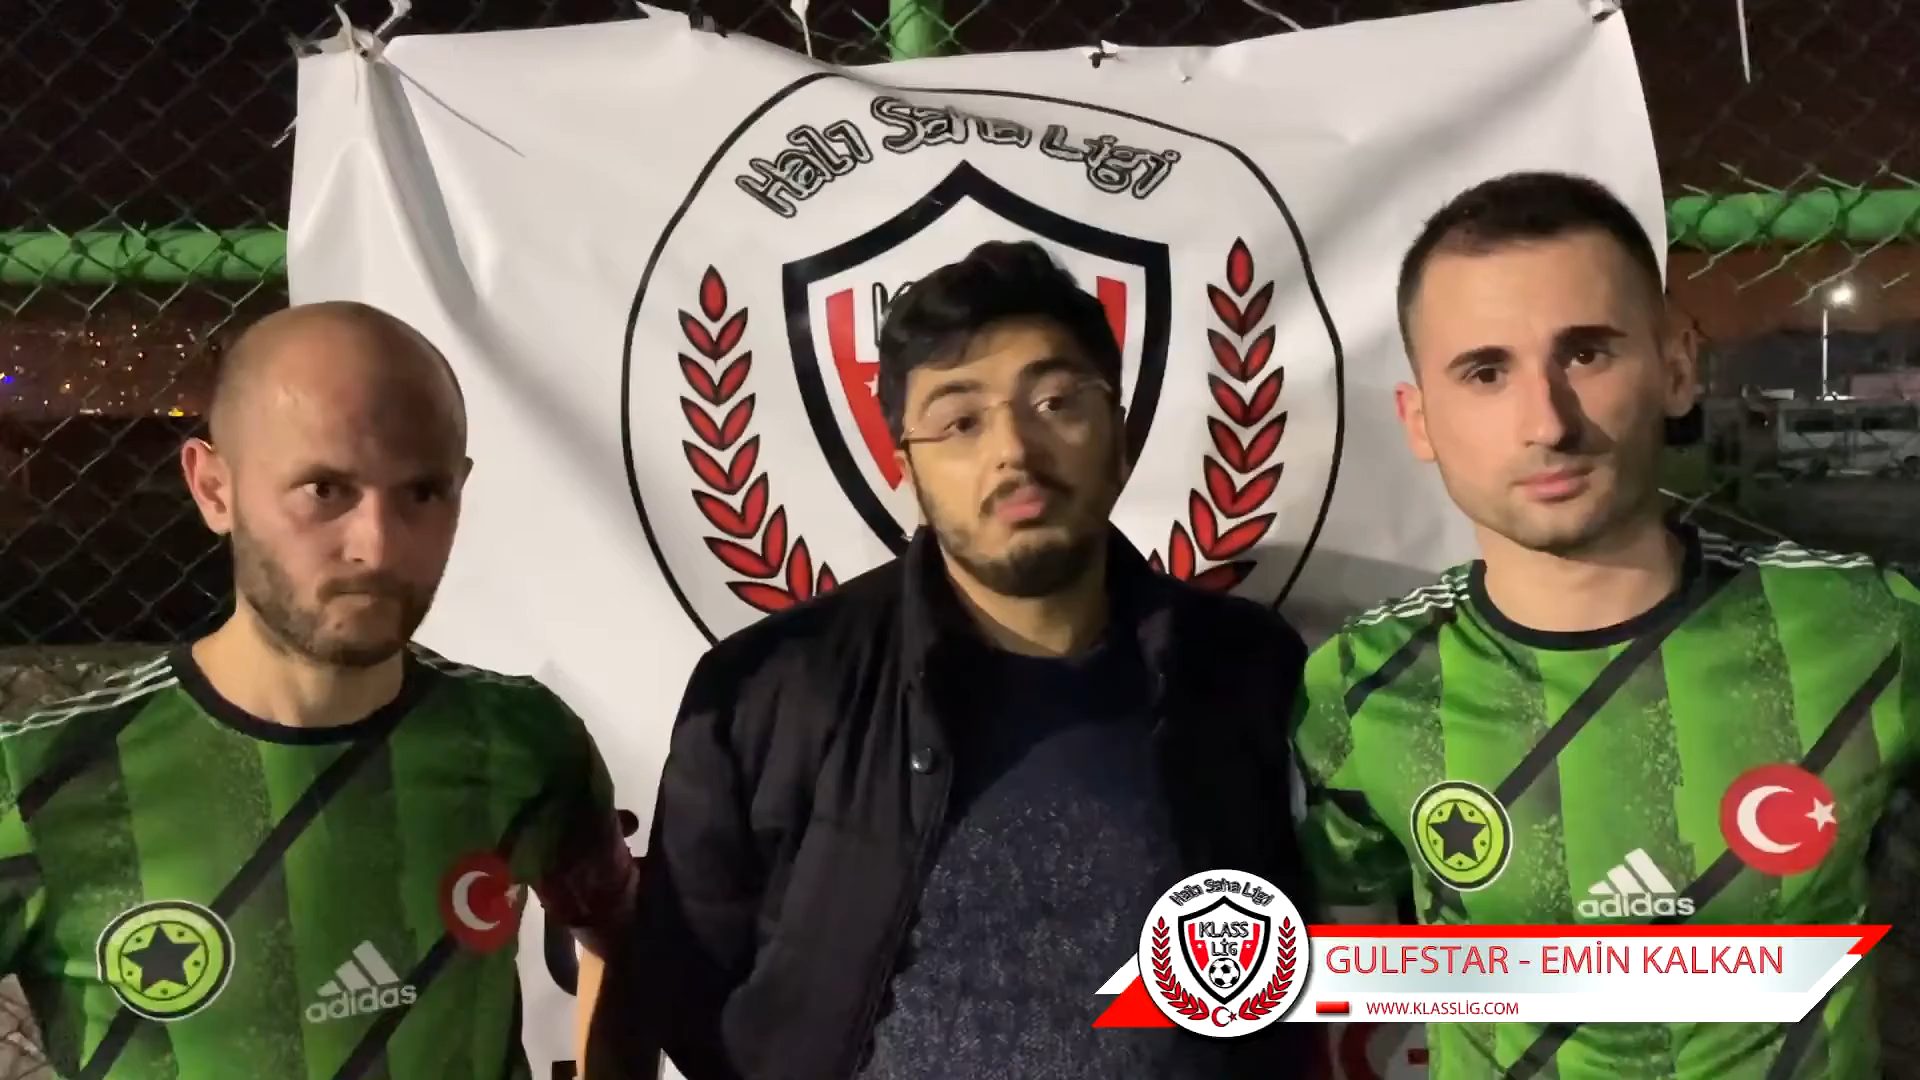 Halı Saha Ligi
K
adidas
adidas
Halı Saha Ligi
KLASS
LİG
GULFSTAR - EMİN KALKAN
WWW.KLASSLİG.COM